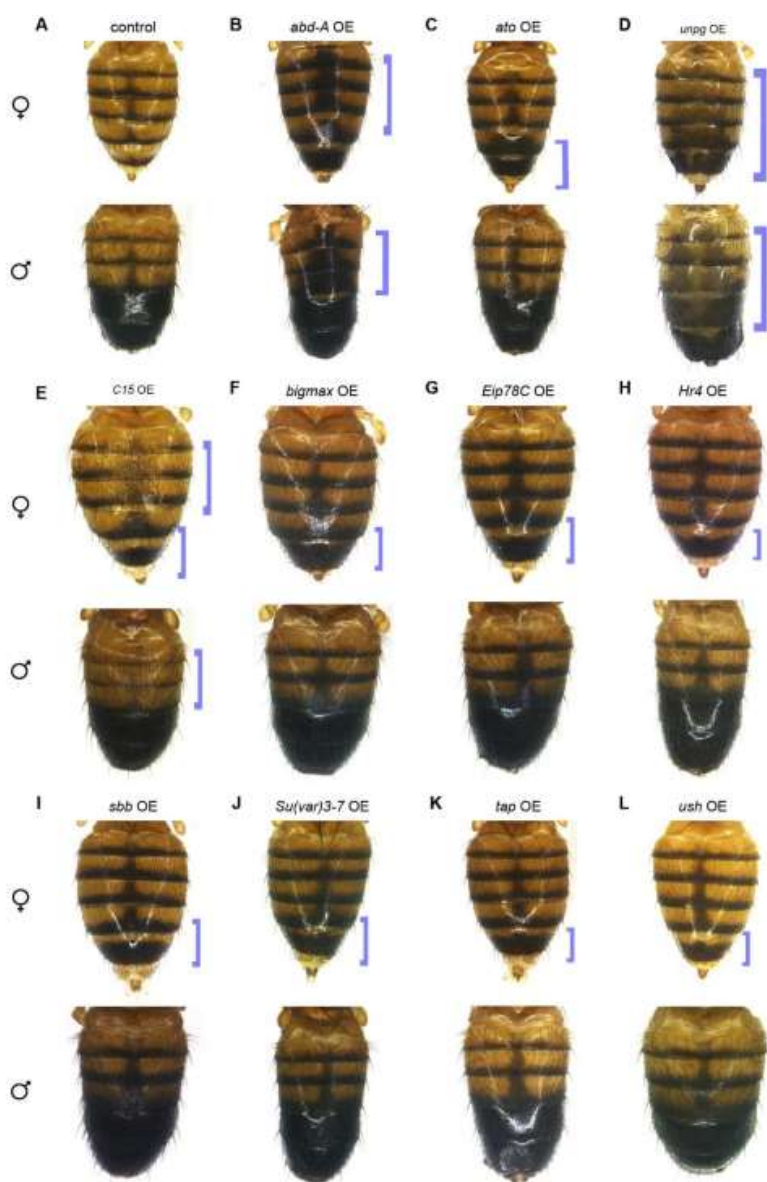 A control B abd-A OE C ato OE D unpg OE
♀
♂
E C15 OE F bigmax OE G Eip78C OE H Hr4 OE
♀
♂
I sbb OE J Su(var)3-7 OE K tap OE L ush OE
♀
♂